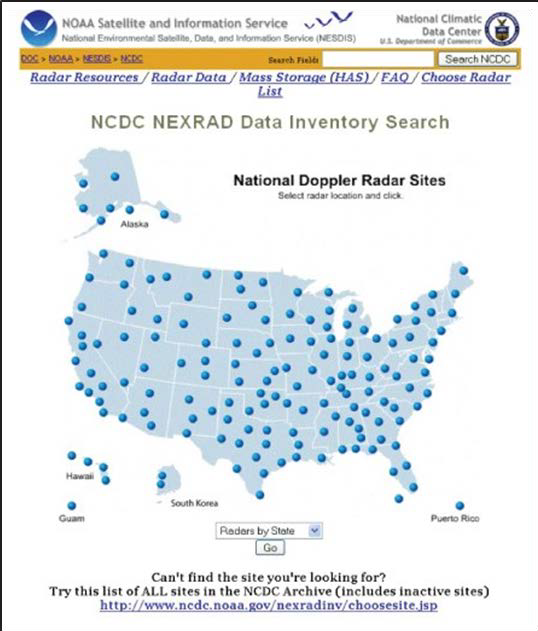 NOAA Satellite and Information Service
National Environmental Satellite, Data, and Information Service (NESDIS)
National Climatic
Data Center
U.S. Department of Commerce
DOC > NOAA > NESDIS > NCDC
Search Field:
Search NCDC
Radar Resources / Radar Data / Mass Storage (HAS) / FAQ / Choose Radar
List
NCDC NEXRAD Data Inventory Search
National Doppler Radar Sites
Select radar location and click.
Alaska
Hawaii
South Korea
Guam
Puerto Rico
Radars by State
Go
Can't find the site you're looking for?
Try this list of ALL sites in the NCDC Archive (includes inactive sites)
http://www.ncdc.noaa.gov/nexradinv/choosesite.jsp